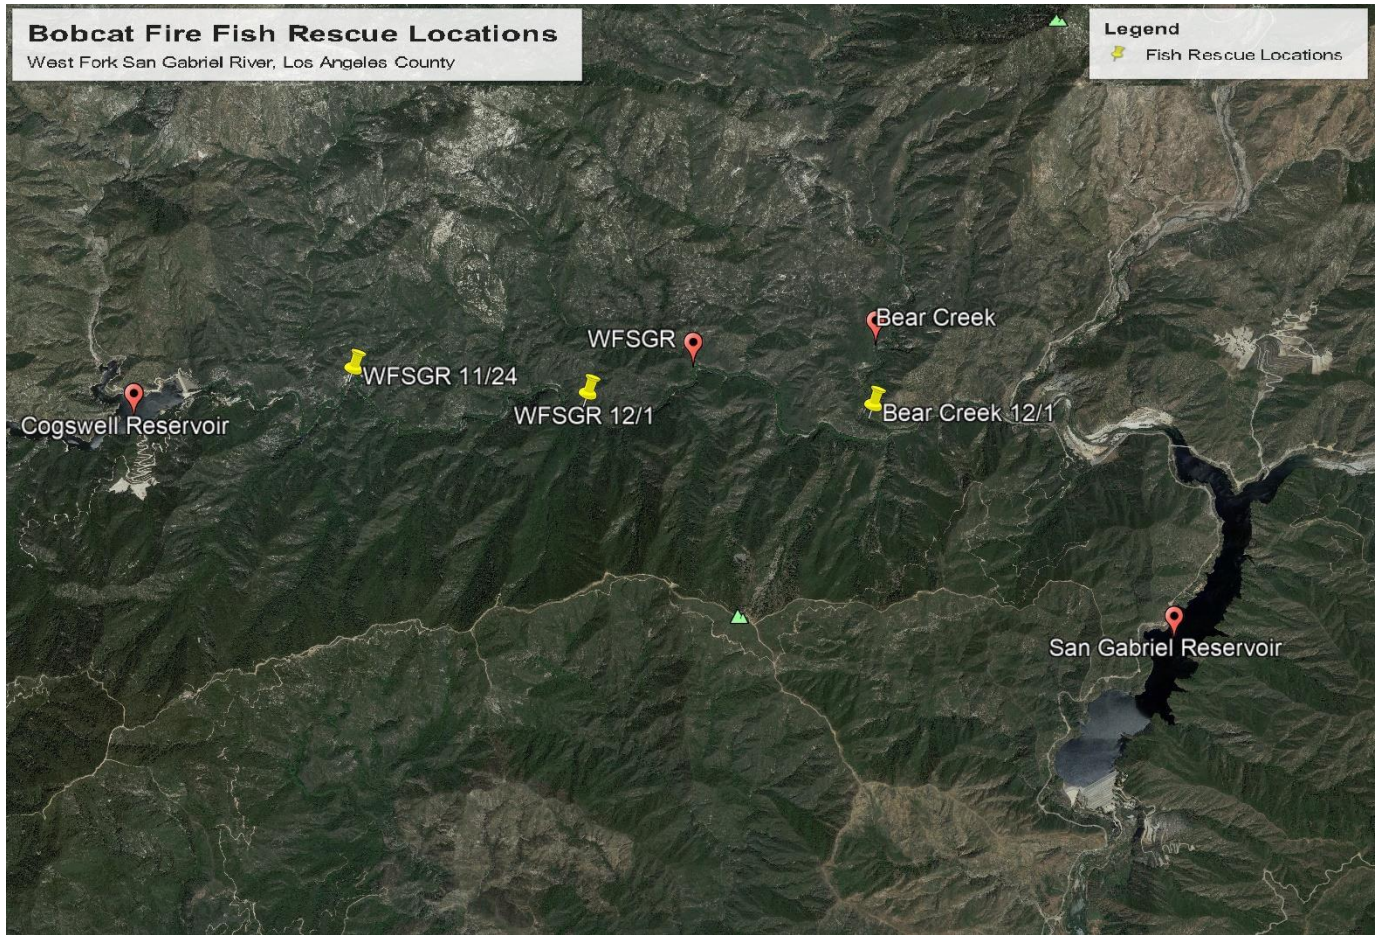 Bobcat Fire Fish Rescue Locations
West Fork San Gabriel River, Los Angeles County
Legend
Fish Rescue Locations
Bear Creek
WFSGR
WFSGR 11/24
WFSGR 12/1
Bear Creek 12/1
Cogswell Reservoir
San Gabriel Reservoir